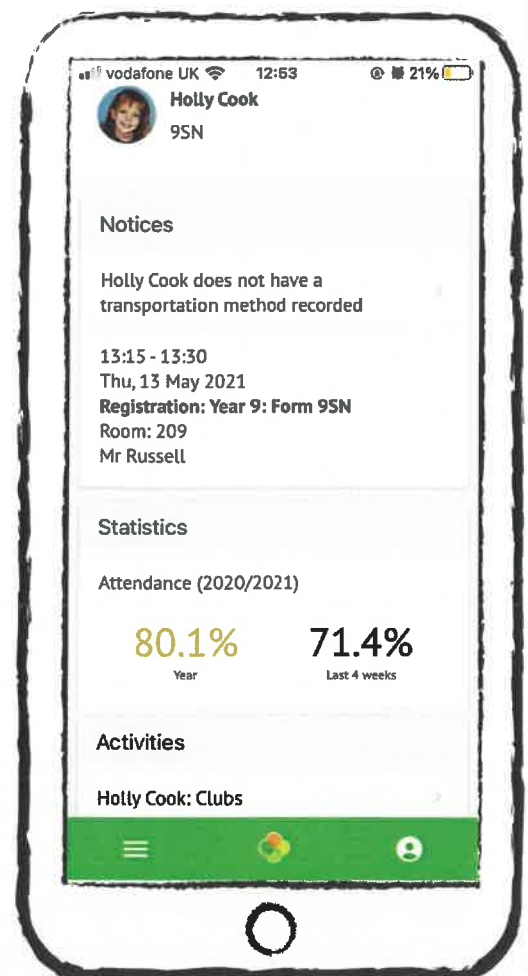 vodafone UK 12:53 21%
Holly Cook
9SN
Notices
Holly Cook does not have a
transportation method recorded
13:15 - 13:30
Thu, 13 May 2021
Registration: Year 9: Form 9SN
Room: 209
Mr Russell
Statistics
Attendance (2020/2021)
80.1% 71.4%
Year Last 4 weeks
Activities
Holly Cook: Clubs